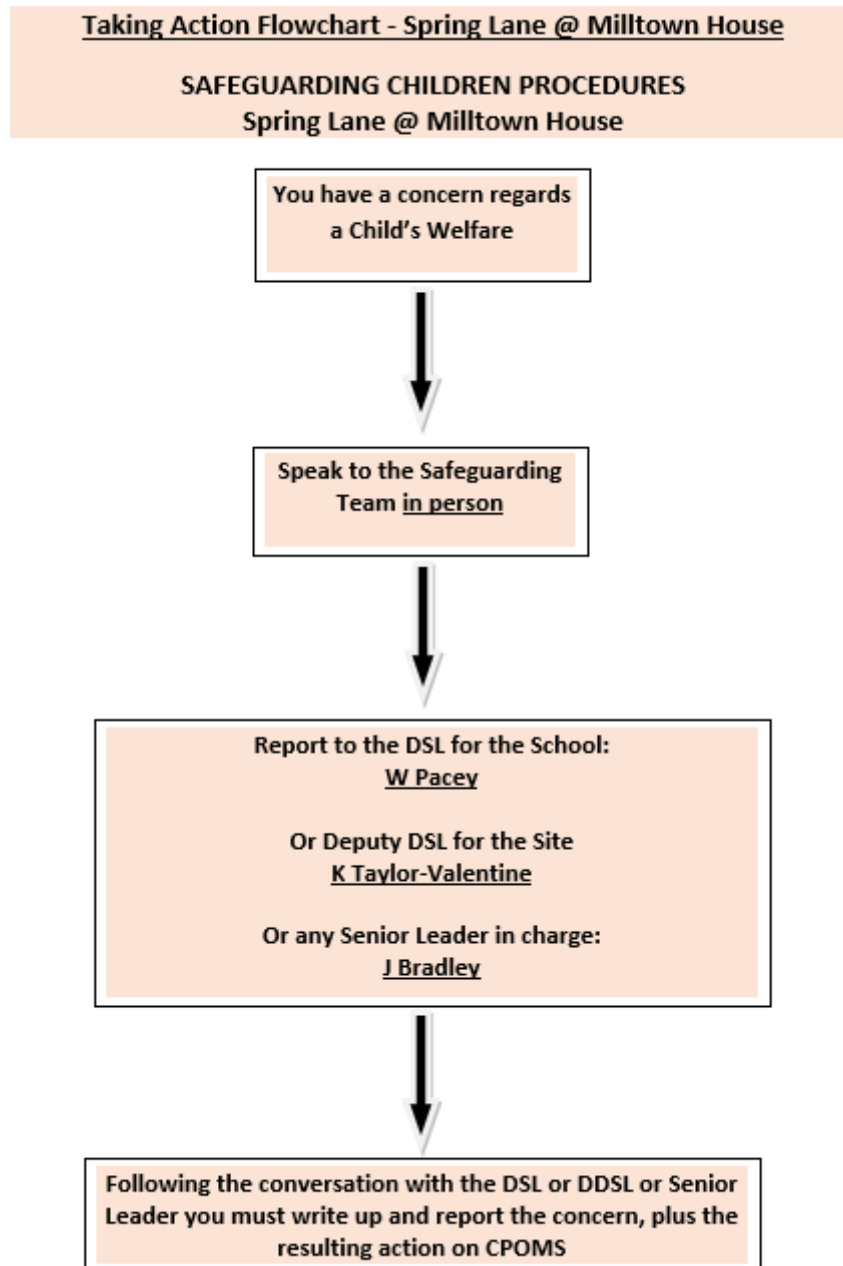 Taking Action Flowchart - Spring Lane @ Milltown House
SAFEGUARDING CHILDREN PROCEDURES
Spring Lane @ Milltown House
You have a concern regards
a Child's Welfare
Speak to the Safeguarding
Team in person
Report to the DSL for the School:
W Pacey
Or Deputy DSL for the Site
K Taylor-Valentine
Or any Senior Leader in charge:
J Bradley
Following the conversation with the DSL or DDSL or Senior
Leader you must write up and report the concern, plus the
resulting action on CPOMS